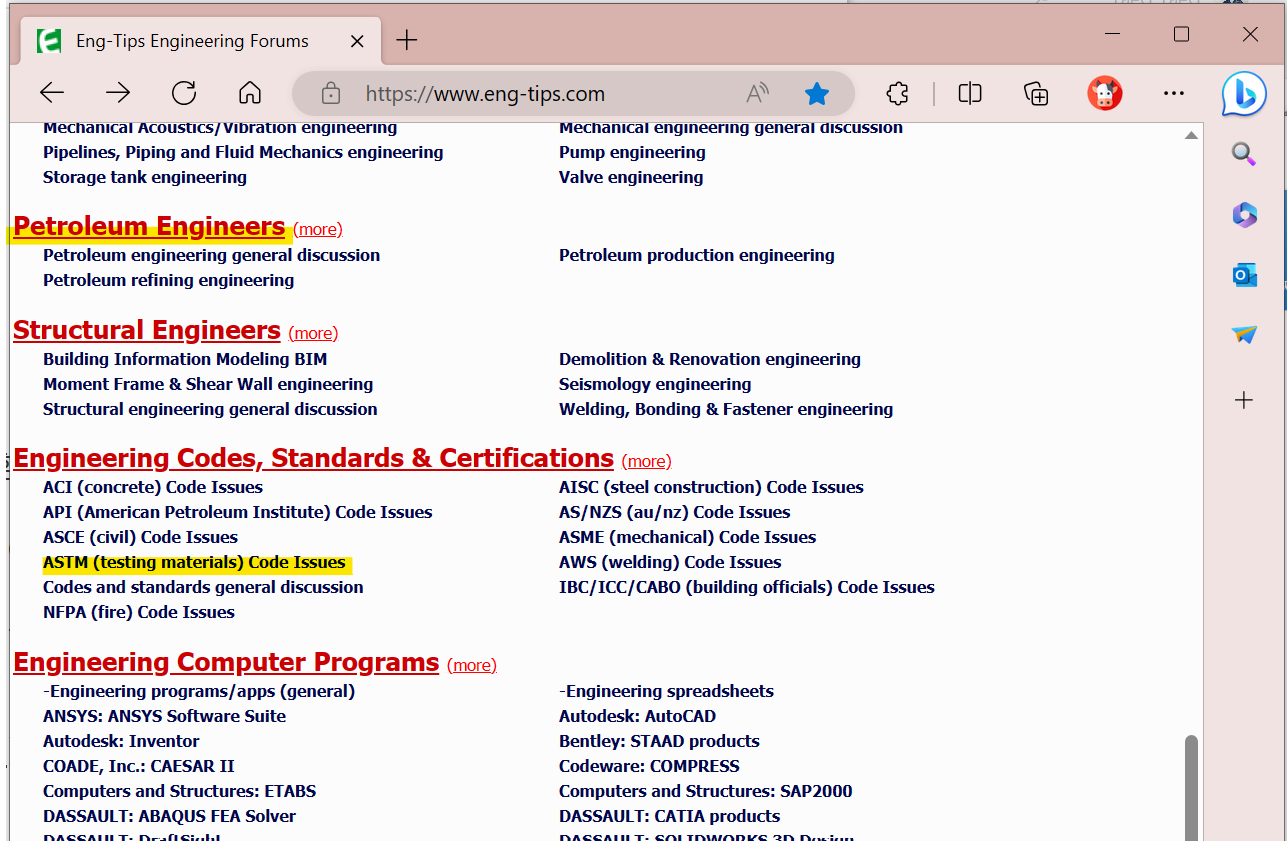 Eng-Tips Engineering Forums
https://www.eng-tips.com
Mechanical Acoustics/Vibration engineering
Mechanical engineering general discussion
Pipelines, Piping and Fluid Mechanics engineering
Pump engineering
Storage tank engineering
Valve engineering
Petroleum Engineers (more)
Petroleum engineering general discussion
Petroleum production engineering
Petroleum refining engineering
Structural Engineers (more)
Building Information Modeling BIM
Demolition & Renovation engineering
Moment Frame & Shear Wall engineering
Seismology engineering
Structural engineering general discussion
Welding, Bonding & Fastener engineering
Engineering Codes, Standards & Certifications (more)
ACI (concrete) Code Issues
AISC (steel construction) Code Issues
API (American Petroleum Institute) Code Issues
AS/NZS (au/nz) Code Issues
ASCE (civil) Code Issues
ASME (mechanical) Code Issues
ASTM (testing materials) Code Issues
AWS (welding) Code Issues
Codes and standards general discussion
IBC/ICC/CABO (building officials) Code Issues
NFPA (fire) Code Issues
Engineering Computer Programs (more)
-Engineering programs/apps (general)
-Engineering spreadsheets
ANSYS: ANSYS Software Suite
Autodesk: AutoCAD
Autodesk: Inventor
Bentley: STAAD products
COADE, Inc.: CAESAR II
Codeware: COMPRESS
Computers and Structures: ETABS
Computers and Structures: SAP2000
DASSAULT: ABAQUS FEA Solver
DASSAULT: CATIA products
DASSAULT: DraftSight
DASSAULT: SOLIDWORKS 3D Design